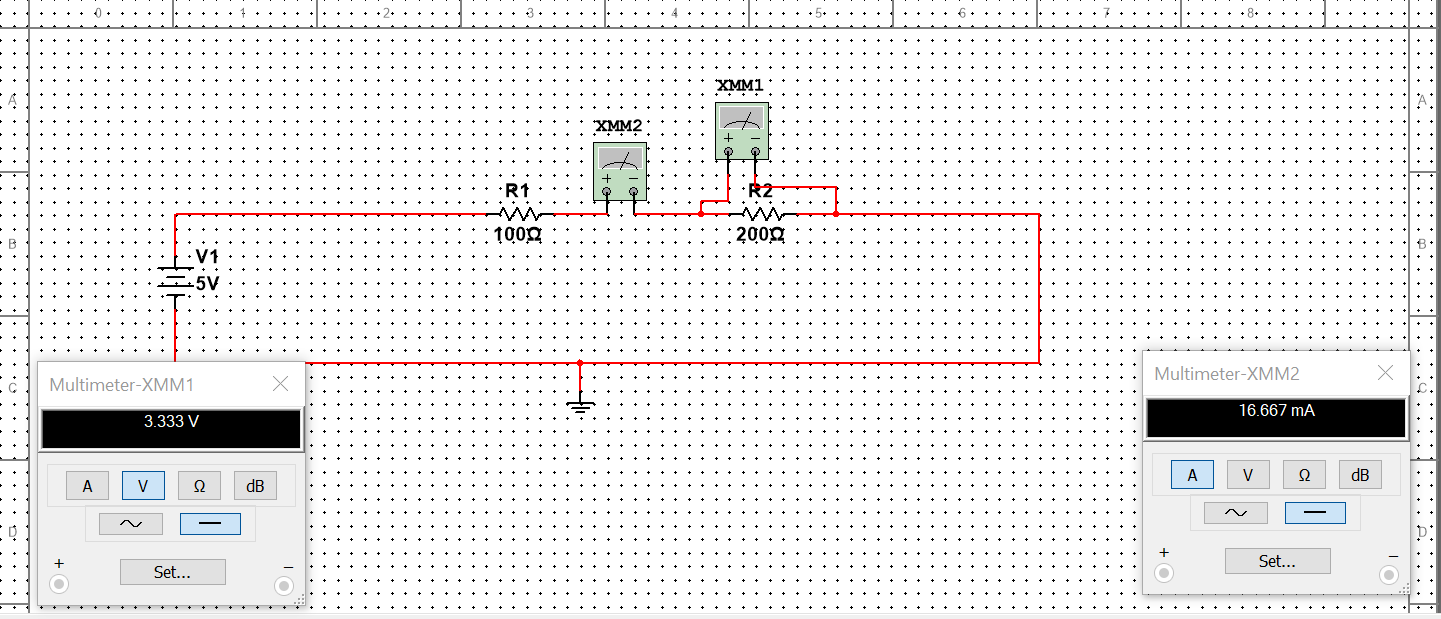 0 1 2 3 4 5 6 7 8
A A
XMM1
XMM2
+ −
+ −
R1
R2
100Ω
200Ω
B B
V1
5V
Multimeter-XMM1
3.333 V
A V Ω dB
Set...
+ −
Multimeter-XMM2
16.667 mA
A V Ω dB
Set...
+ −
C C
D D